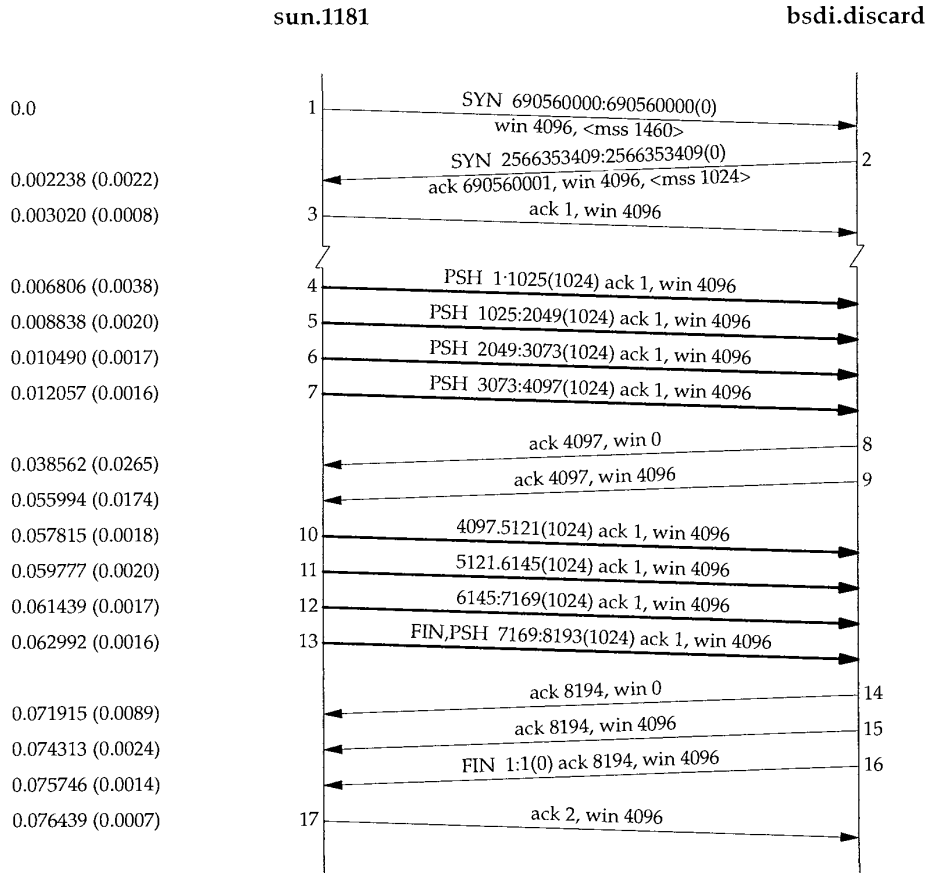 sun.1181 bsdi.discard
0.0 1 SYN 690560000:690560000(0)
win 4096, <mss 1460>
SYN 2566353409:2566353409(0) 2
0.002238 (0.0022) ack 690560001, win 4096, <mss 1024>
0.003020 (0.0008) 3 ack 1, win 4096
0.006806 (0.0038) 4 PSH 1·1025(1024) ack 1, win 4096
0.008838 (0.0020) 5 PSH 1025:2049(1024) ack 1, win 4096
0.010490 (0.0017) 6 PSH 2049:3073(1024) ack 1, win 4096
0.012057 (0.0016) 7 PSH 3073:4097(1024) ack 1, win 4096
ack 4097, win 0 8
0.038562 (0.0265)
ack 4097, win 4096 9
0.055994 (0.0174)
0.057815 (0.0018) 10 4097.5121(1024) ack 1, win 4096
0.059777 (0.0020) 11 5121.6145(1024) ack 1, win 4096
0.061439 (0.0017) 12 6145:7169(1024) ack 1, win 4096
0.062992 (0.0016) 13 FIN,PSH 7169:8193(1024) ack 1, win 4096
ack 8194, win 0 14
0.071915 (0.0089)
ack 8194, win 4096 15
0.074313 (0.0024)
FIN 1:1(0) ack 8194, win 4096 16
0.075746 (0.0014)
0.076439 (0.0007) 17 ack 2, win 4096